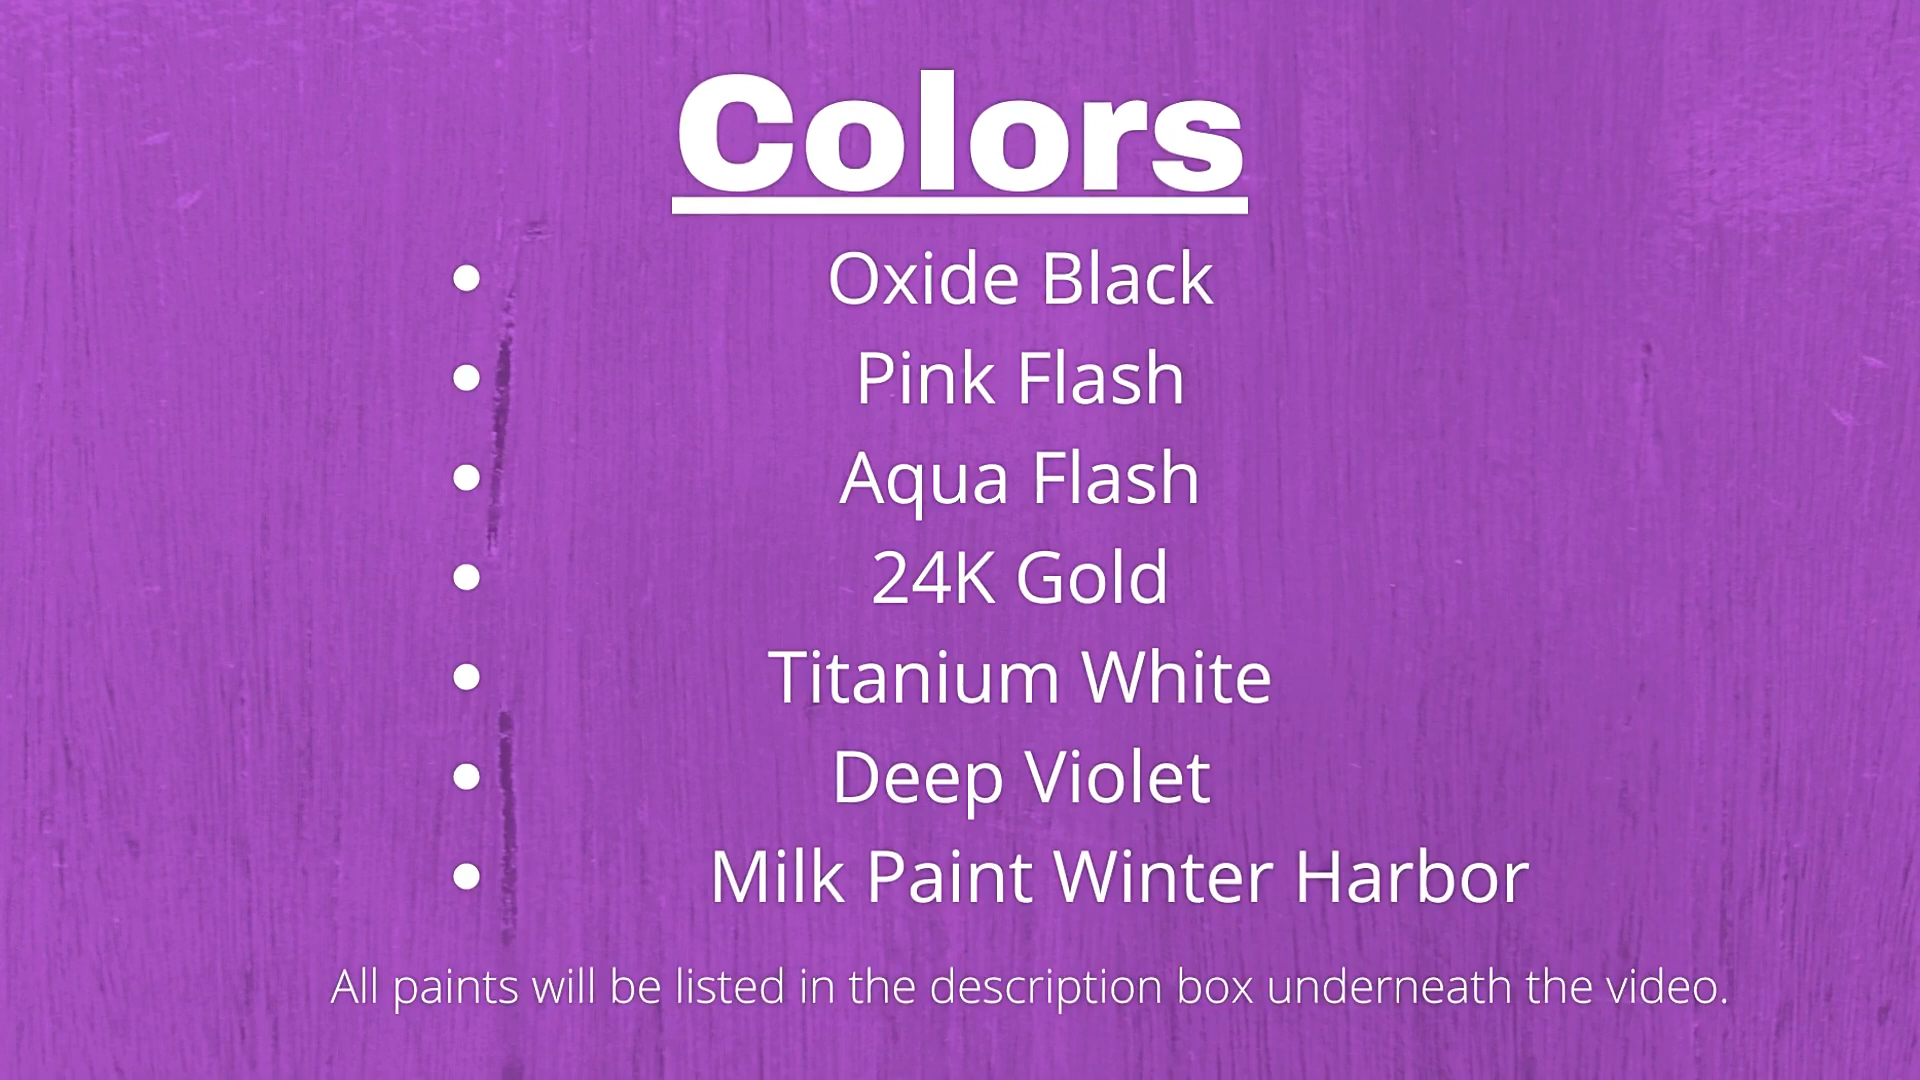 Colors
• Oxide Black
• Pink Flash
• Aqua Flash
• 24K Gold
• Titanium White
• Deep Violet
• Milk Paint Winter Harbor
All paints will be listed in the description box underneath the video.